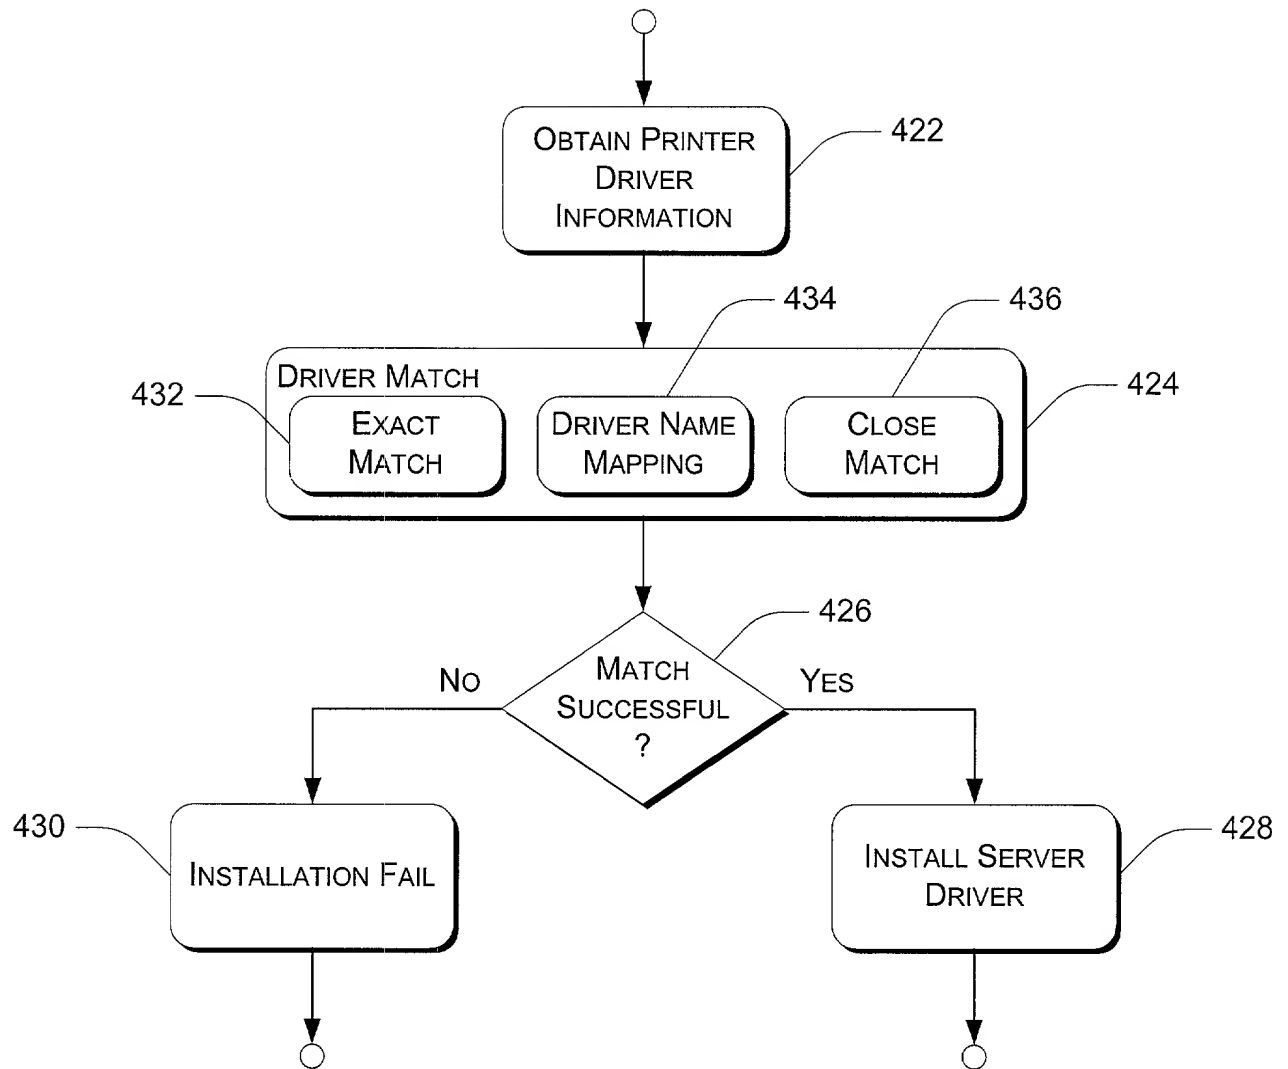 OBTAIN PRINTER
DRIVER
INFORMATION
422
434
436
DRIVER MATCH
432
424
EXACT
MATCH
DRIVER NAME
MAPPING
CLOSE
MATCH
426
MATCH
SUCCESSFUL
?
NO
YES
430
INSTALLATION FAIL
INSTALL SERVER
DRIVER
428